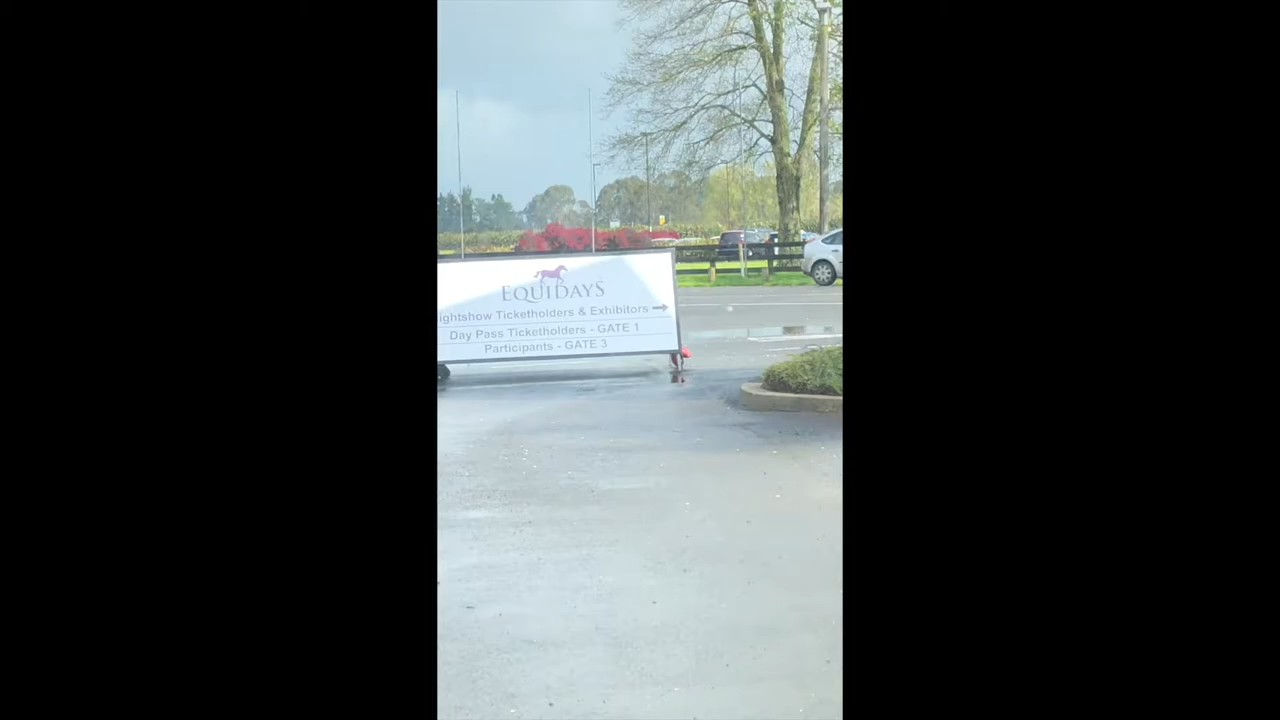 EQUIDAYS
ightshow Ticketholders & Exhibitors →
Day Pass Ticketholders - GATE 1
Participants - GATE 3